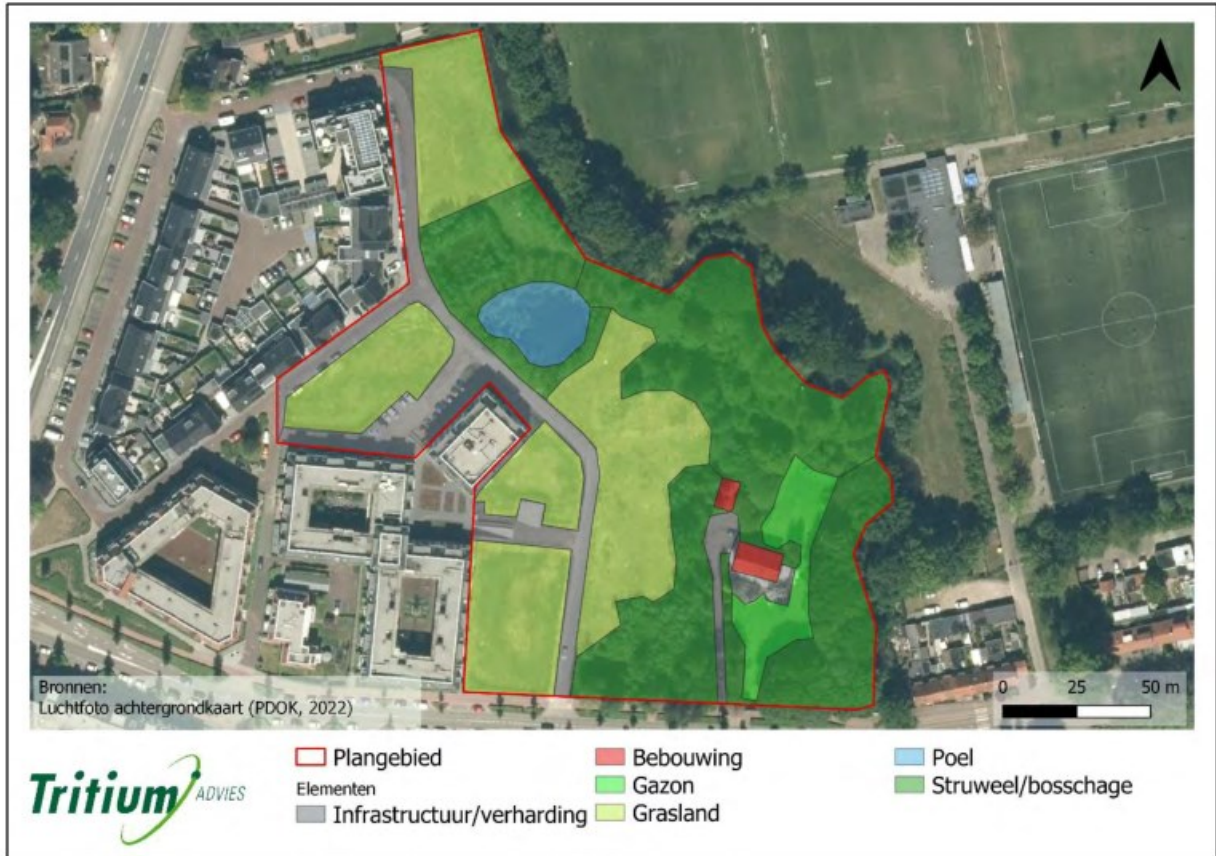 Bronnen:
Luchtfoto achtergrondkaart (PDOK, 2022)
0 25 50 m
Tritium ADVIES
Plangebied
Elementen
Infrastructuur/verharding
Bebouwing
Gazon
Grasland
Poel
Struweel/bosschage